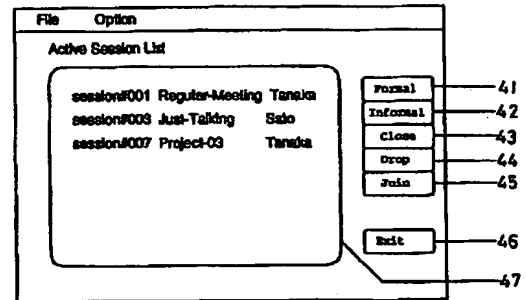 File Option
Active Session List
session#001 Regular-Meeting Tanaka
session#003 Just-Talking Sato
session#007 Project-03 Tanaka
Formal 41
Informal 42
Close 43
Drop 44
Join 45
Exit 46
47